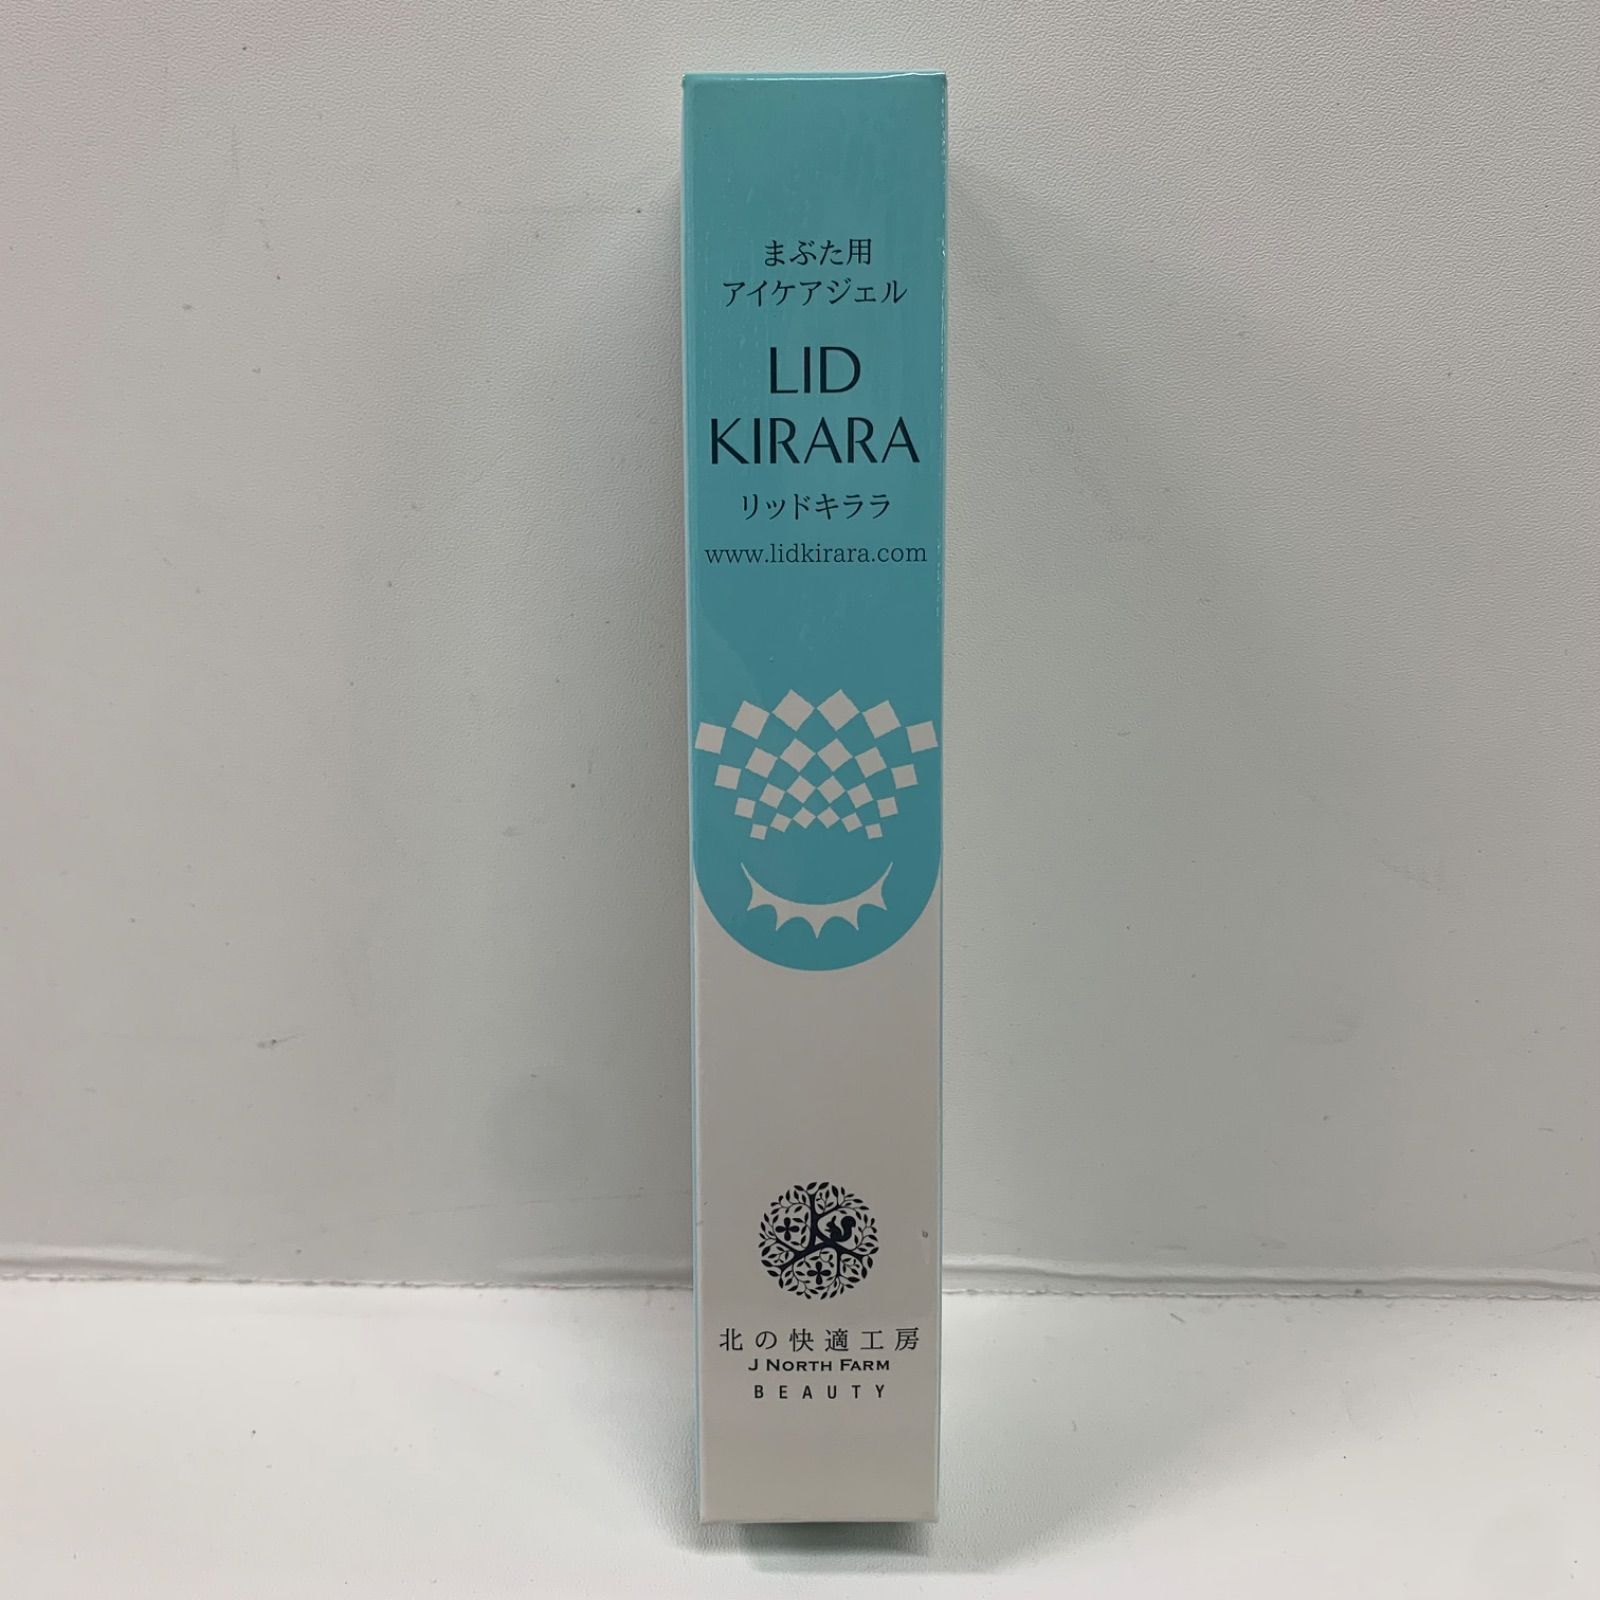 まぶた用
アイケアジェル
LID
KIRARA
リッドキララ
www.lidkirara.com
北の快適工房
J NORTH FARM
BEAUTY